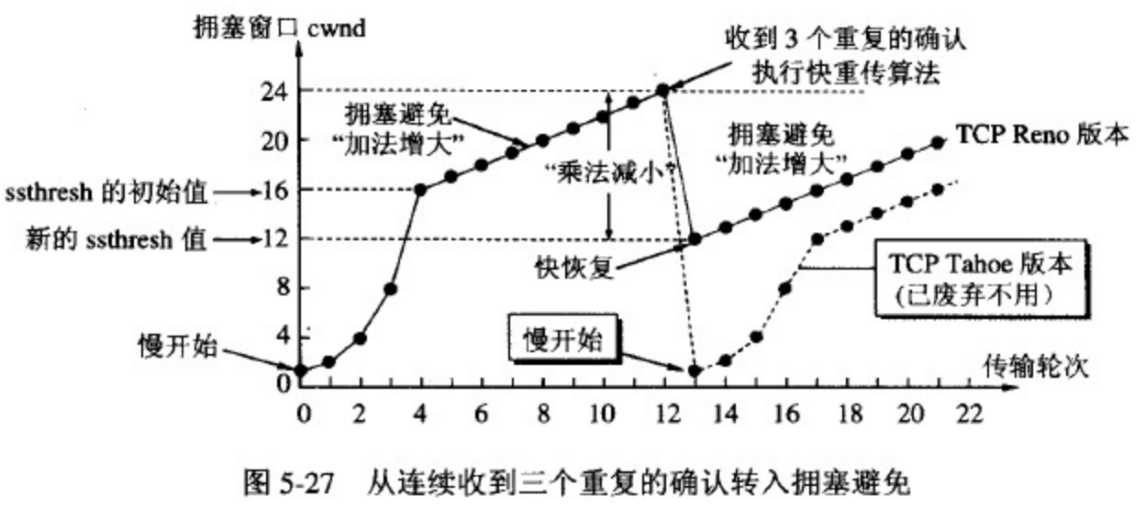 拥塞窗口 cwnd
收到 3 个重复的确认
执行快重传算法
24
拥塞避免
“加法增大”
20
拥塞避免
“加法增大”
TCP Reno 版本
“乘法减小”
ssthresh 的初始值
16
新的 ssthresh 值
12
快恢复
TCP Tahoe 版本
(已废弃不用)
8
慢开始
4
慢开始
传输轮次
0
0 2 4 6 8 10 12 14 16 18 20 22
图 5-27 从连续收到三个重复的确认转入拥塞避免